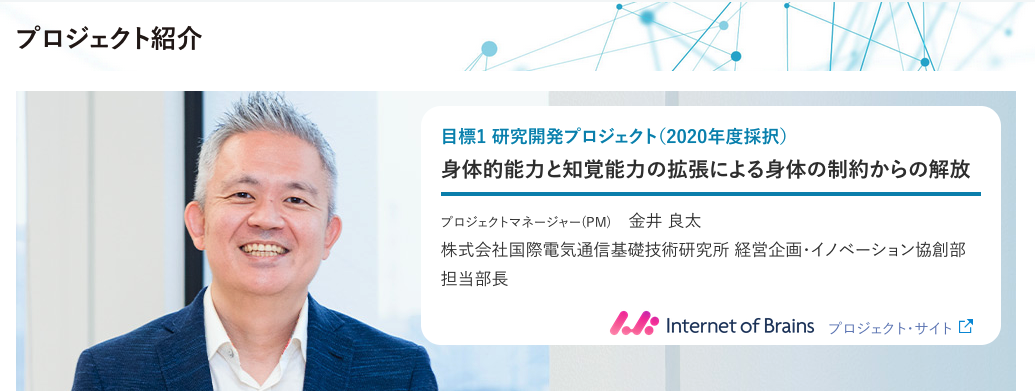 プロジェクト紹介
目標1 研究開発プロジェクト（2020年度採択）
身体的能力と知覚能力の拡張による身体の制約からの解放
プロジェクトマネージャー(PM) 金井 良太
株式会社国際電気通信基礎技術研究所 経営企画・イノベーション協創部
担当部長
Internet of Brains プロジェクト・サイト